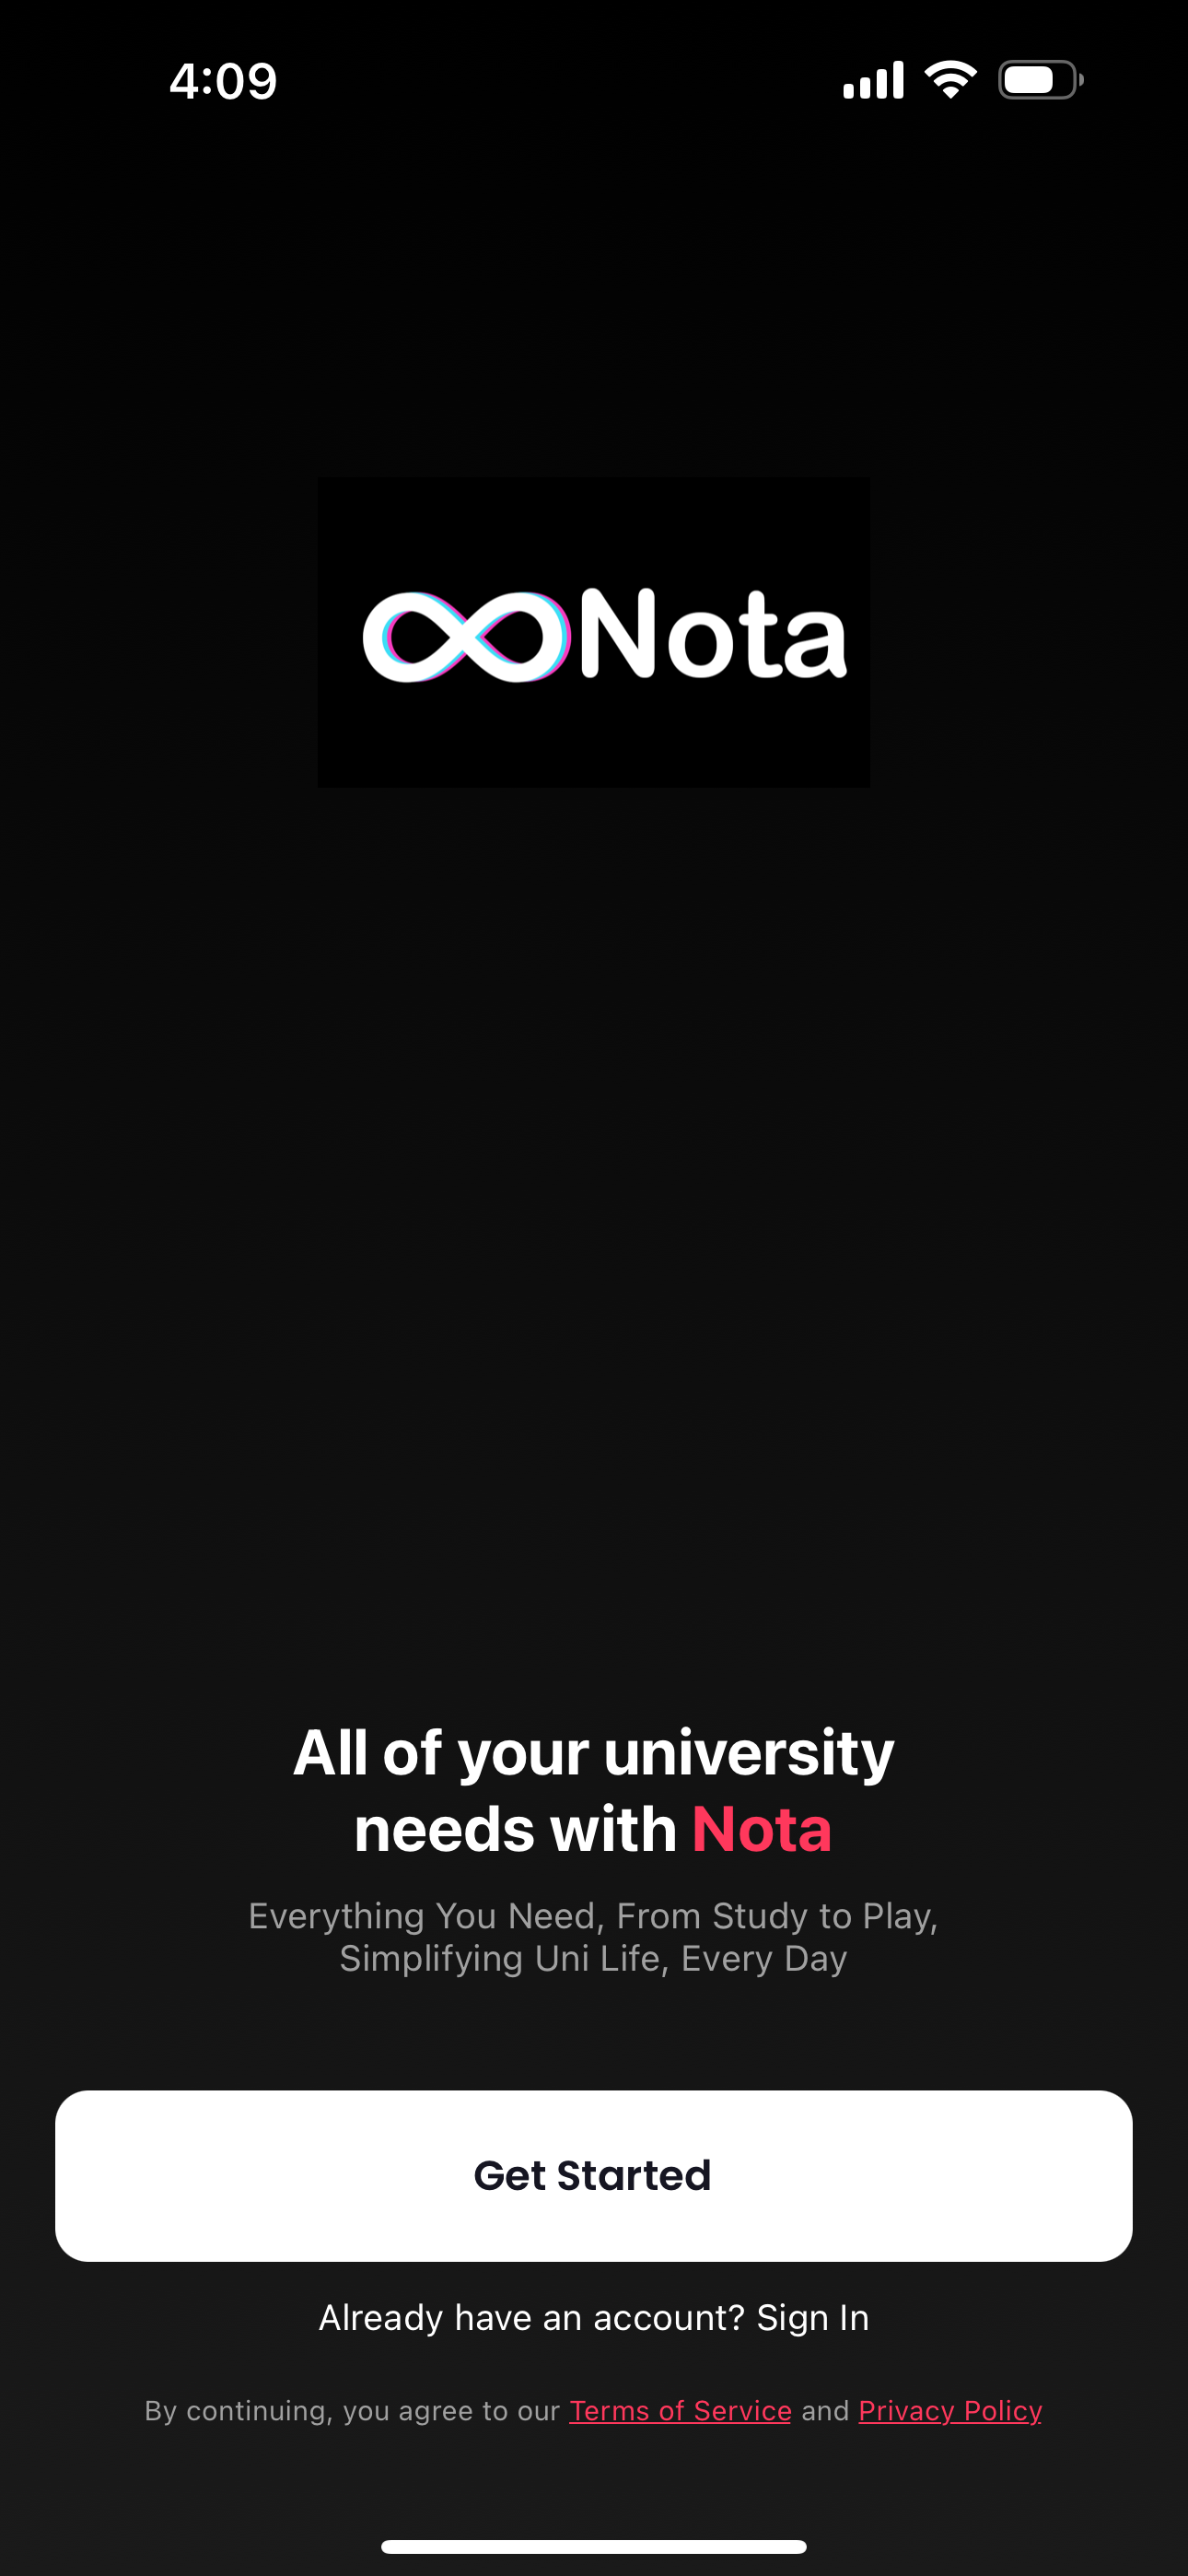 4:09
Nota
All of your university
needs with Nota
Everything You Need, From Study to Play,
Simplifying Uni Life, Every Day
Get Started
Already have an account? Sign In
By continuing, you agree to our Terms of Service and Privacy Policy